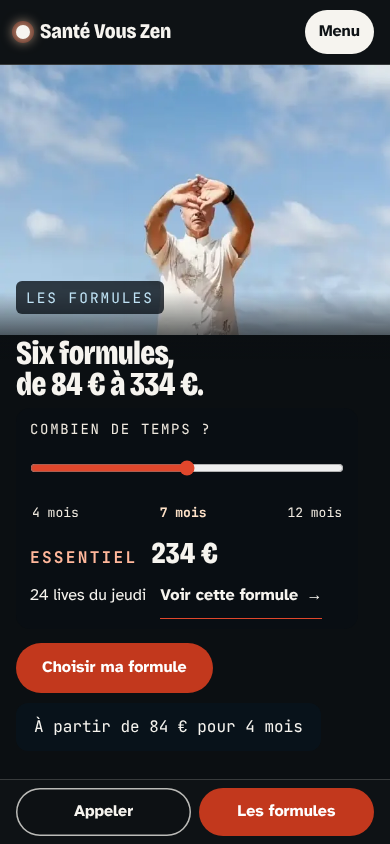 Santé Vous Zen
Menu
LES FORMULES
Six formules,
de 84 € à 334 €.
COMBIEN DE TEMPS ?
4 mois 7 mois 12 mois
ESSENTIEL 234 €
24 lives du jeudi Voir cette formule →
Choisir ma formule
À partir de 84 € pour 4 mois
Appeler Les formules